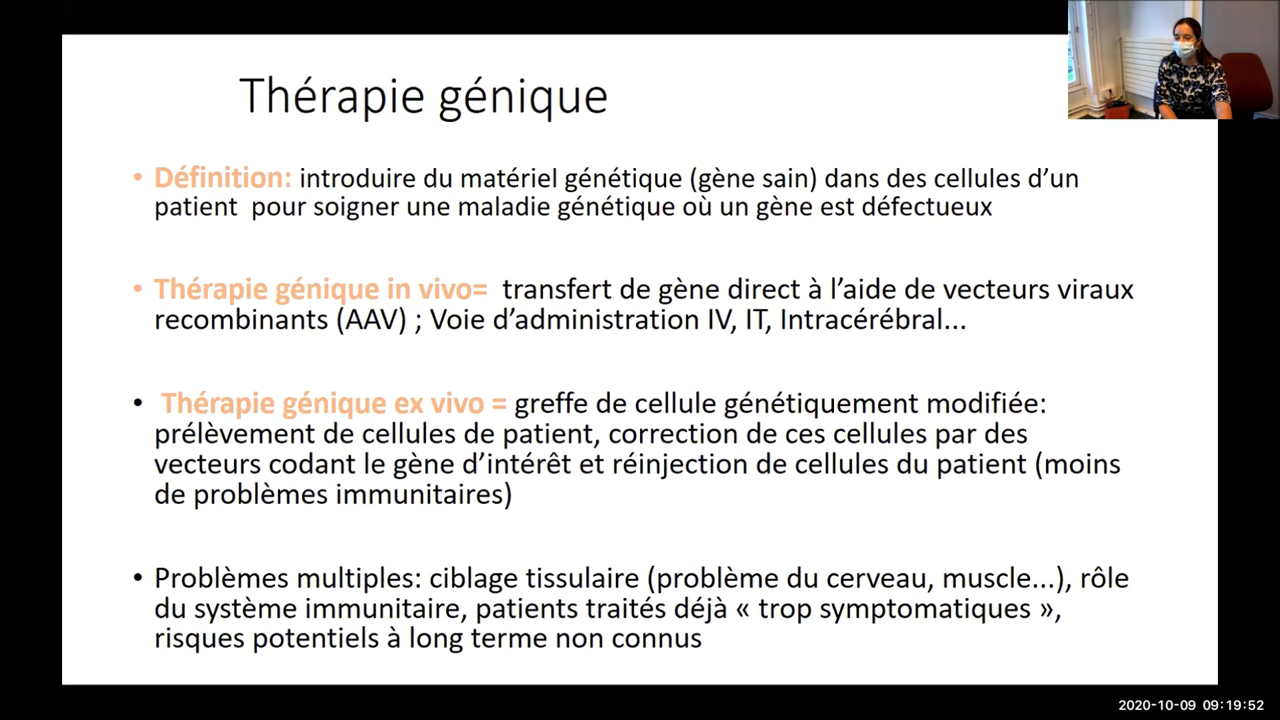 Thérapie génique
• Définition: introduire du matériel génétique (gène sain) dans des cellules d’un
patient pour soigner une maladie génétique où un gène est défectueux
• Thérapie génique in vivo= transfert de gène direct à l’aide de vecteurs viraux
recombinants (AAV) ; Voie d’administration IV, IT, Intracérébral...
• Thérapie génique ex vivo = greffe de cellule génétiquement modifiée:
prélèvement de cellules de patient, correction de ces cellules par des
vecteurs codant le gène d’intérêt et réinjection de cellules du patient (moins
de problèmes immunitaires)
• Problèmes multiples: ciblage tissulaire (problème du cerveau, muscle...), rôle
du système immunitaire, patients traités déjà « trop symptomatiques »,
risques potentiels à long terme non connus
2020-10-09 09:19:52